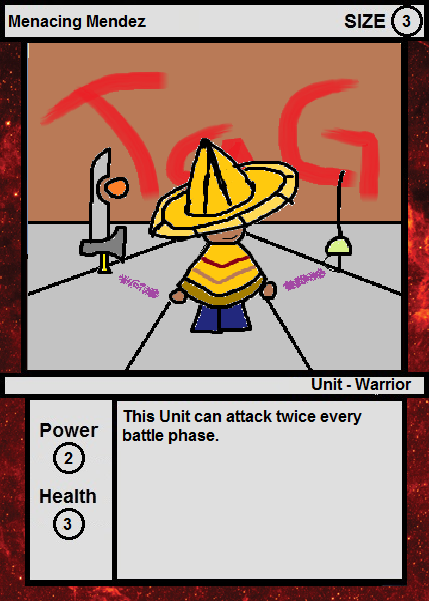 Menacing Mendez
SIZE 3
TaG
Unit - Warrior
Power
2
Health
3
This Unit can attack twice every
battle phase.